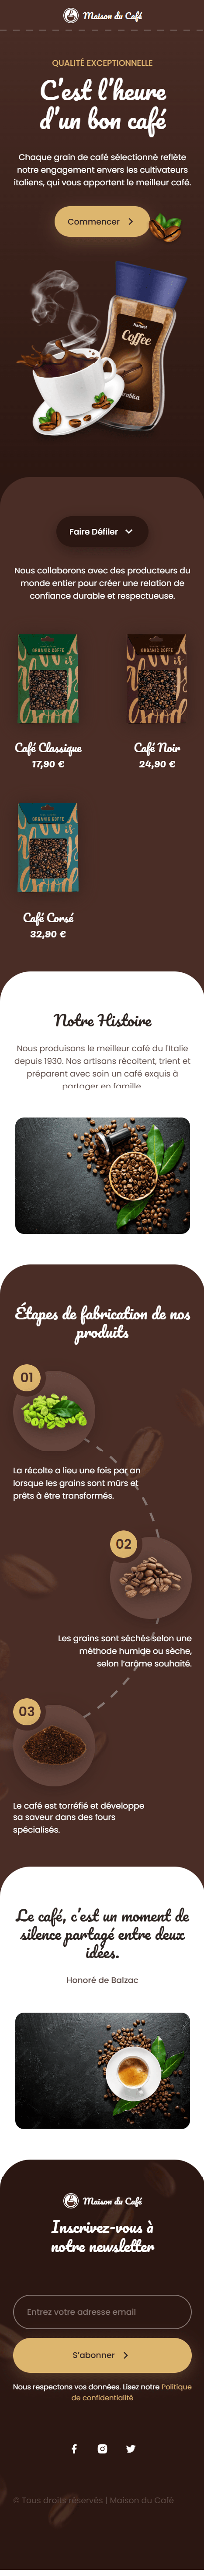 Maison du Café
QUALITÉ EXCEPTIONNELLE
C'est l'heure
d'un bon café
Chaque grain de café sélectionné reflète
notre engagement envers les cultivateurs
italiens, qui vous apportent le meilleur café.
Commencer
Natural
Coffee
Arabica
Faire Défiler
Nous collaborons avec des producteurs du
monde entier pour créer une relation de
confiance durable et respectueuse.
ORGANIC COFFE
ORGANIC COFFE
Café Classique
Café Noir
17,90 €
24,90 €
ORGANIC COFFE
Café Corsé
32,90 €
Notre Histoire
Nous produisons le meilleur café du l'Italie
depuis 1930. Nos artisans récoltent, trient et
préparent avec soin un café exquis à
partager en famille
Étapes de fabrication de nos
produits
01
La récolte a lieu une fois par an
lorsque les grains sont mûrs et
prêts à être transformés.
02
Les grains sont séchés selon une
méthode humide ou sèche,
selon l'arôme souhaité.
03
Le café est torréfié et développe
sa saveur dans des fours
spécialisés.
Le café, c'est un moment de
silence partagé entre deux
idées.
Honoré de Balzac
Maison du Café
Inscrivez-vous à
notre newsletter
Entrez votre adresse email
S'abonner
Nous respectons vos données. Lisez notre Politique
de confidentialité
© Tous droits réservés | Maison du Café